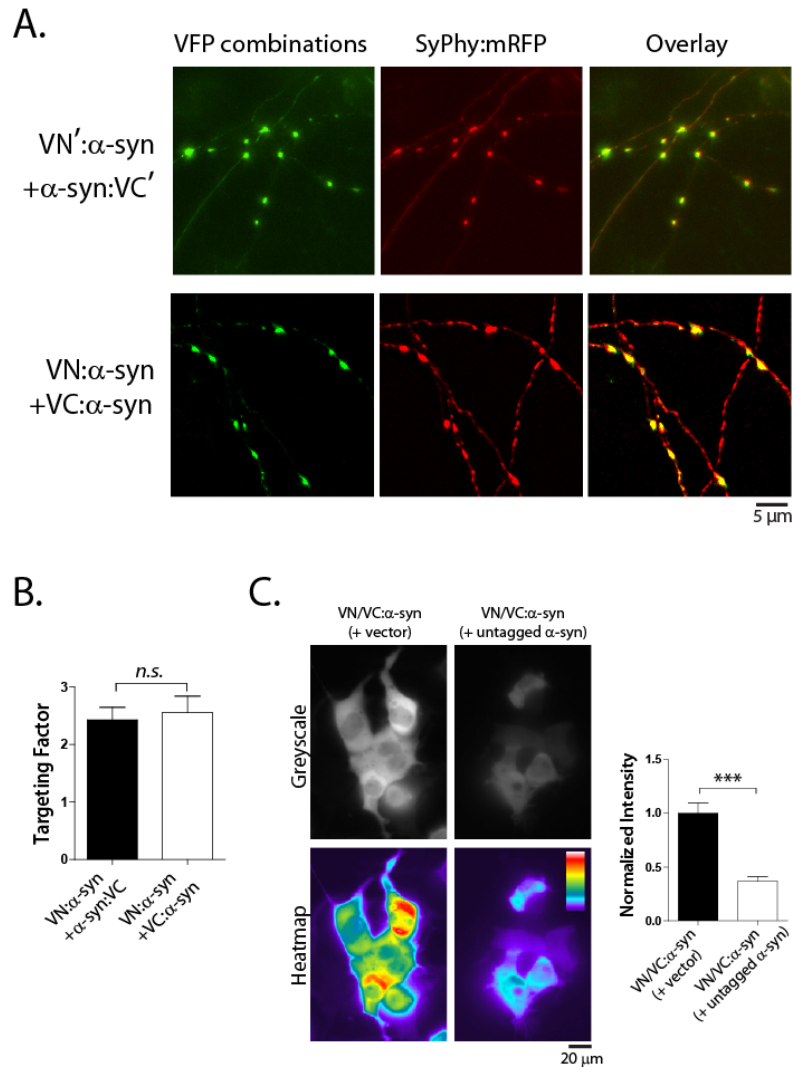 A.
VFP combinations
SyPhy:mRFP
Overlay
VN′:α-syn
+α-syn:VC′
VN:α-syn
+VC:α-syn
5 μm
B.
n.s.
3
2
1
0
Targeting Factor
VN:α-syn
+α-syn:VC
VN:α-syn
+VC:α-syn
C.
VN/VC:α-syn
(+ vector)
VN/VC:α-syn
(+ untagged α-syn)
Greyscale
Heatmap
20 μm
1.5
1.0
0.5
0.0
Normalized Intensity
***
VN/VC:α-syn
(+ vector)
VN/VC:α-syn
(+ untagged α-syn)